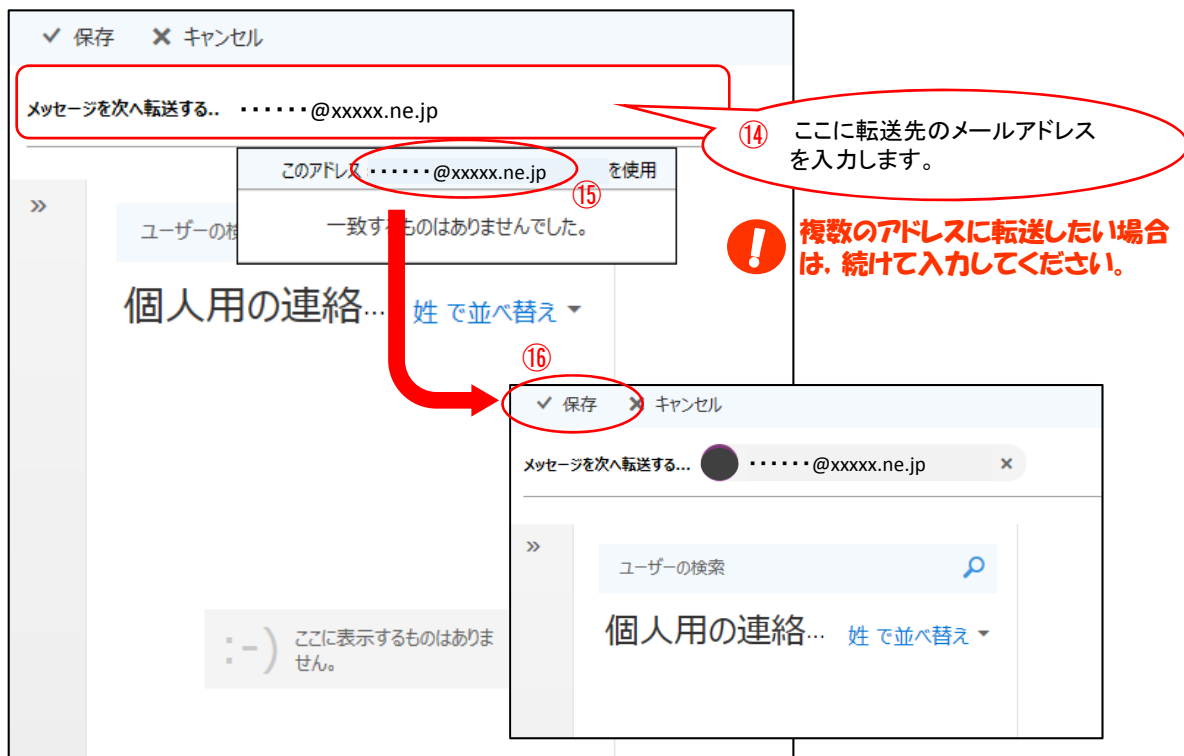 ✓ 保存 ✕ キャンセル
メッセージを次へ転送する.. ・・・・・・@xxxxx.ne.jp
⑭ ここに転送先のメールアドレス
を入力します。
このアドレス ・・・・・・@xxxxx.ne.jp を使用
⑮
一致するものはありませんでした。
! 複数のアドレスに転送したい場合
は，続けて入力してください。
»
ユーザーの検
個人用の連絡... 姓 で並べ替え
:-) ここに表示するものはありま
せん。
⑯
✓ 保存 ✕ キャンセル
メッセージを次へ転送する... ・・・・・・@xxxxx.ne.jp ×
»
ユーザーの検索
個人用の連絡... 姓 で並べ替え